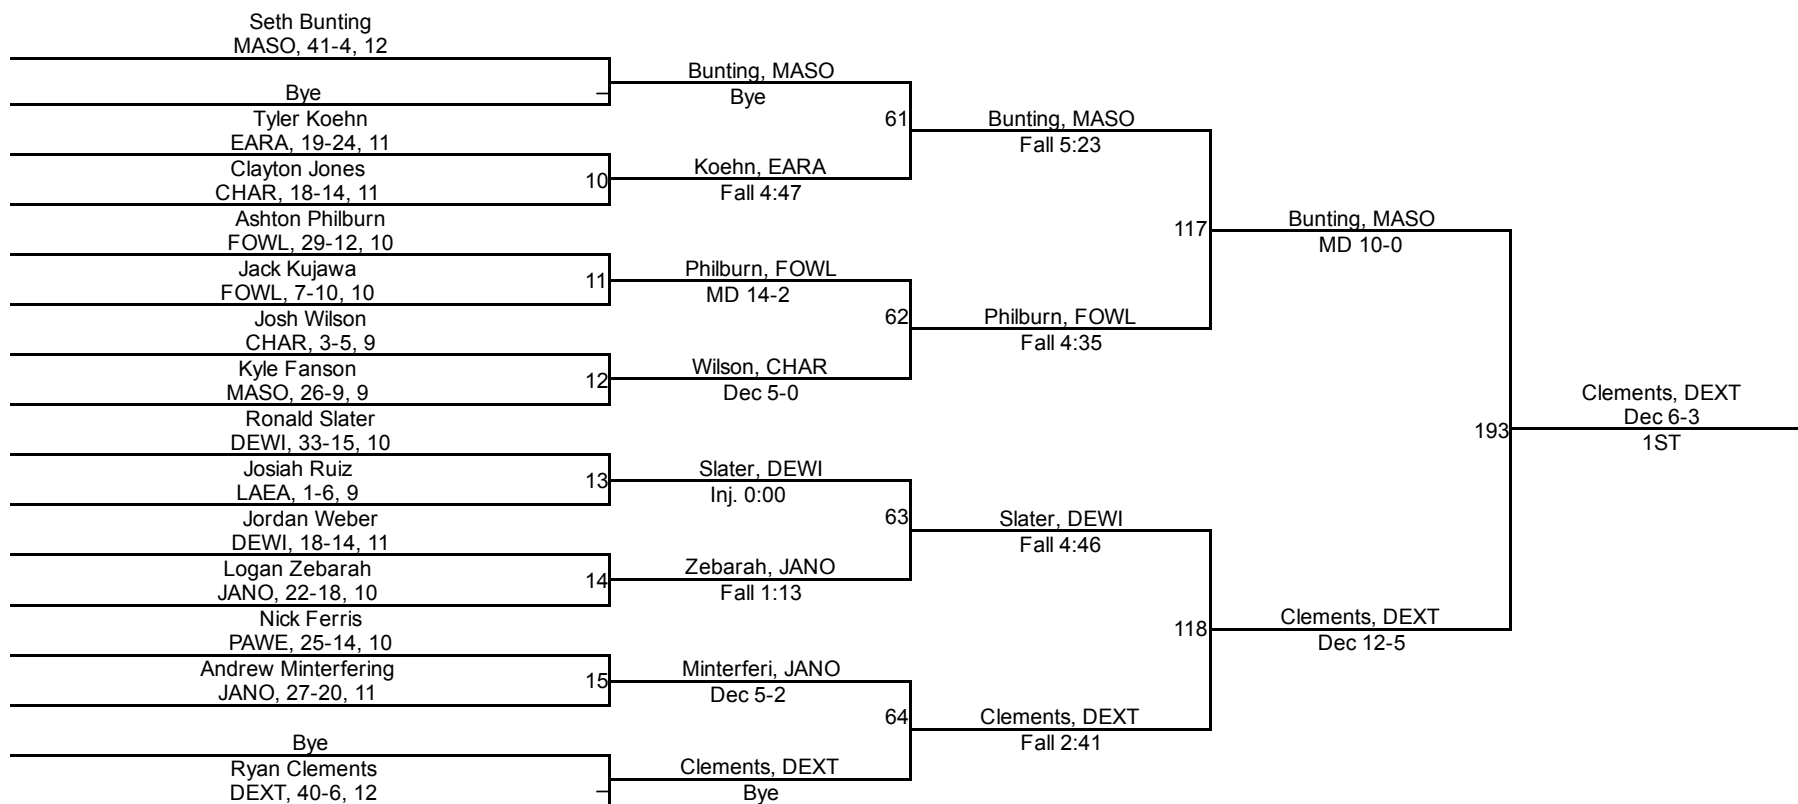 Seth Bunting
MASO, 41-4, 12
Bye
Tyler Koehn
EARA, 19-24, 11
Clayton Jones
CHAR, 18-14, 11
Ashton Philburn
FOWL, 29-12, 10
Jack Kujawa
FOWL, 7-10, 10
Josh Wilson
CHAR, 3-5, 9
Kyle Fanson
MASO, 26-9, 9
Ronald Slater
DEWI, 33-15, 10
Josiah Ruiz
LAEA, 1-6, 9
Jordan Weber
DEWI, 18-14, 11
Logan Zebarah
JANO, 22-18, 10
Nick Ferris
PAWE, 25-14, 10
Andrew Minterfering
JANO, 27-20, 11
Bye
Ryan Clements
DEXT, 40-6, 12
–
10
11
12
13
14
15
–
Bunting, MASO
Bye
Koehn, EARA
Fall 4:47
Philburn, FOWL
MD 14-2
Wilson, CHAR
Dec 5-0
Slater, DEWI
Inj. 0:00
Zebarah, JANO
Fall 1:13
Minterferi, JANO
Dec 5-2
Clements, DEXT
Bye
61
62
63
64
Bunting, MASO
Fall 5:23
Philburn, FOWL
Fall 4:35
Slater, DEWI
Fall 4:46
Clements, DEXT
Fall 2:41
117
118
Bunting, MASO
MD 10-0
Clements, DEXT
Dec 12-5
193
Clements, DEXT
Dec 6-3
1ST